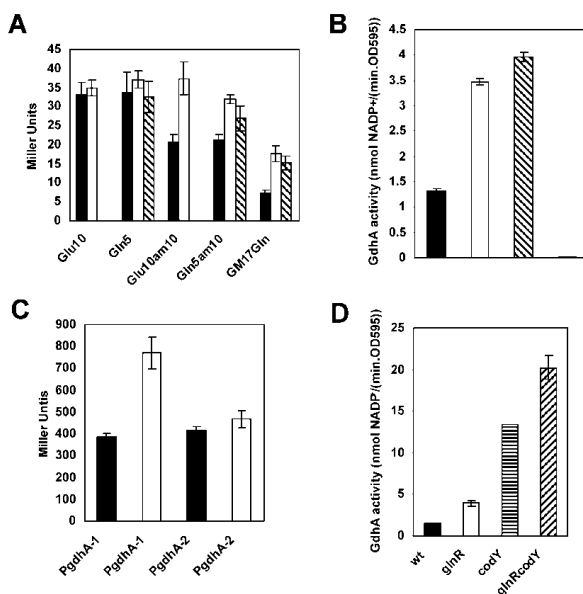 A
Miller Units
45
40
35
30
25
20
15
10
5
0
Glu10
Gln5
Glu10am10
Gln5am10
GM17Gln
B
GdhA activity (nmol NADP+/(min.OD595))
4.5
4
3.5
3
2.5
2
1.5
1
0.5
0
C
Miller Untis
900
800
700
600
500
400
300
200
100
0
PgdhA-1
PgdhA-1
PgdhA-2
PgdhA-2
D
GdhA activity (nmol NADP/(min.OD595))
25
20
15
10
5
0
wt
glnR
codY
glnRcodY